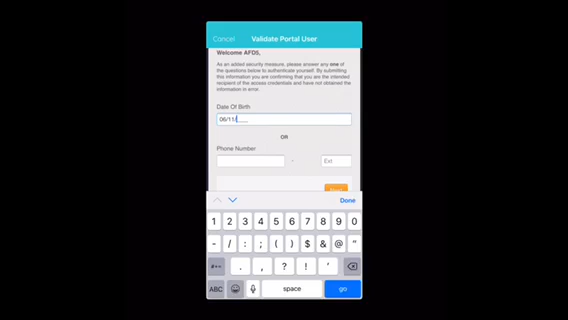 Cancel Validate Portal User
Welcome AFDS,
As an added security measure, please answer any one of
the questions below to authenticate yourself. By submitting
this information you are confirming that you are the intended
recipient of the access credentials and have not obtained the
information in error.
Date Of Birth
06/11/____
OR
Phone Number
- Ext
Done
1 2 3 4 5 6 7 8 9 0
- / : ; ( ) $ & @ "
#+= . , ? ! '
ABC space go